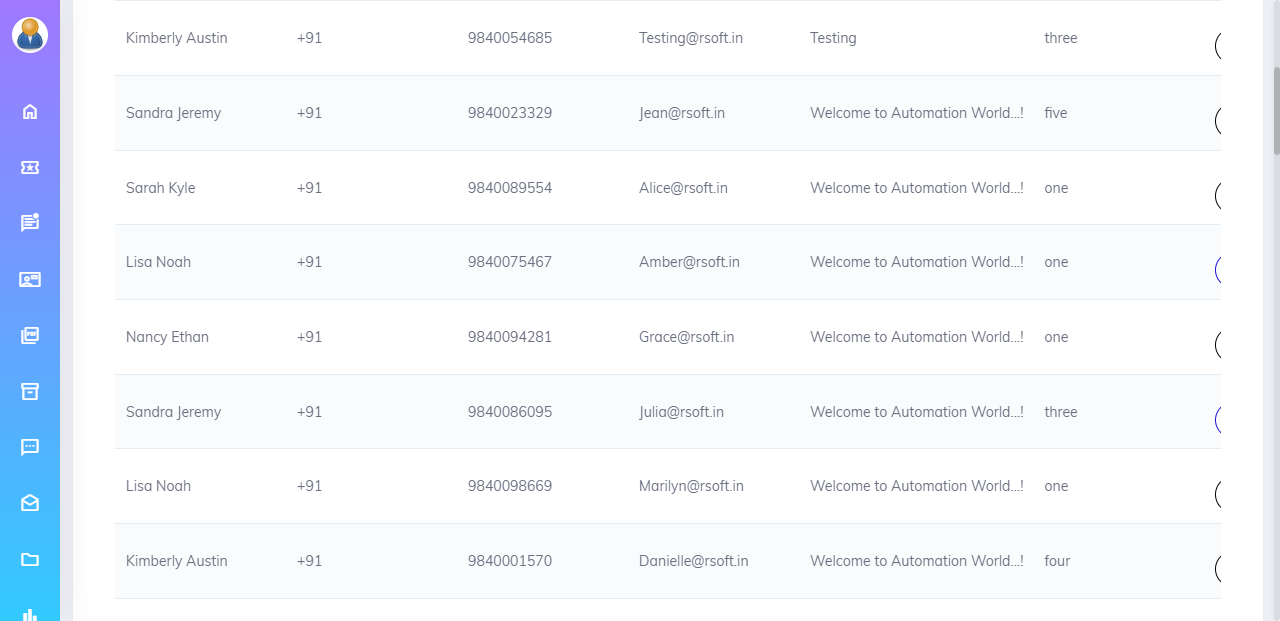 Kimberly Austin +91 9840054685 Testing@rsoft.in Testing three
Sandra Jeremy +91 9840023329 Jean@rsoft.in Welcome to Automation World...! five
Sarah Kyle +91 9840089554 Alice@rsoft.in Welcome to Automation World...! one
Lisa Noah +91 9840075467 Amber@rsoft.in Welcome to Automation World...! one
Nancy Ethan +91 9840094281 Grace@rsoft.in Welcome to Automation World...! one
Sandra Jeremy +91 9840086095 Julia@rsoft.in Welcome to Automation World...! three
Lisa Noah +91 9840098669 Marilyn@rsoft.in Welcome to Automation World...! one
Kimberly Austin +91 9840001570 Danielle@rsoft.in Welcome to Automation World...! four